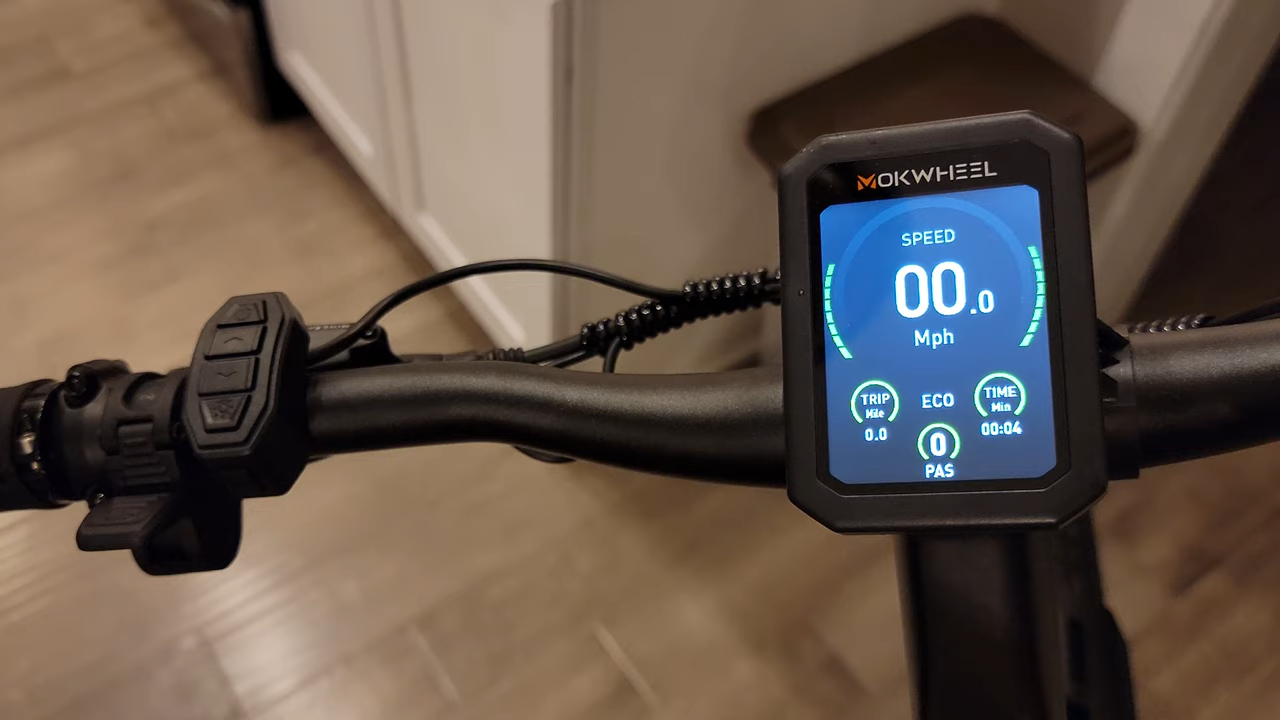 MOKWHEEL
SPEED
00.0
Mph
TRIP
Mile
0.0
ECO
TIME
Min
00:04
0
PAS